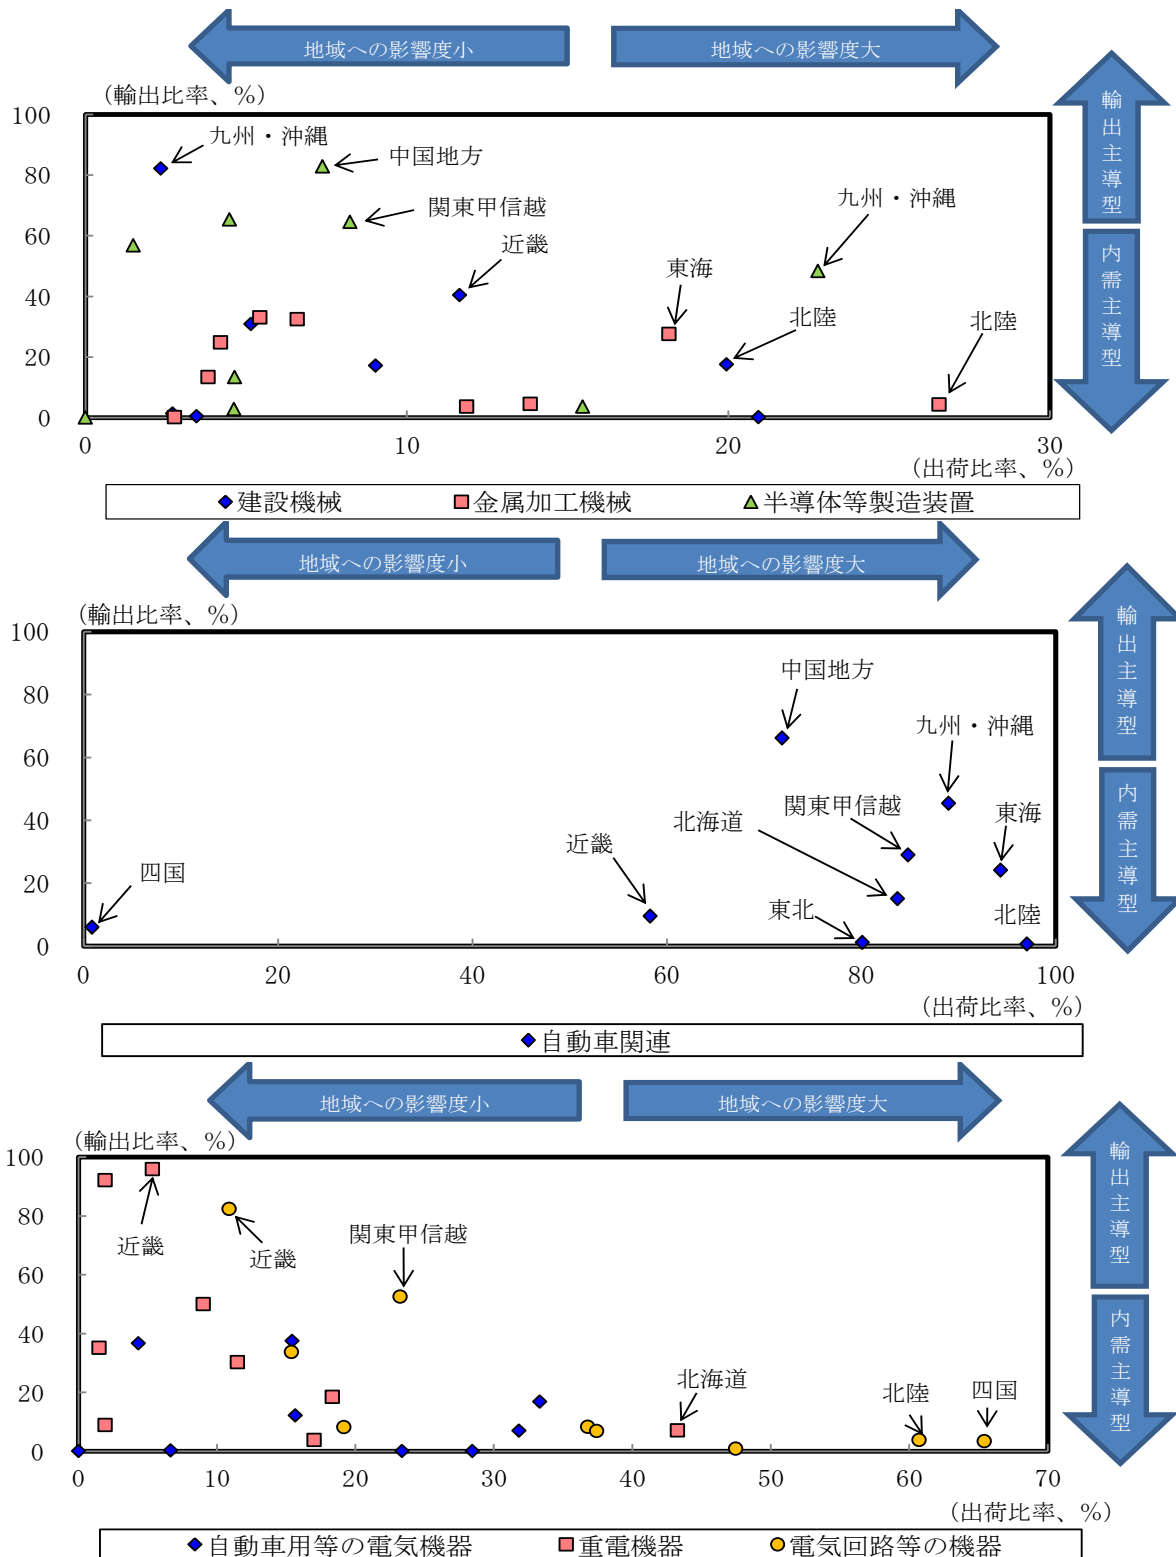 地域への影響度小
地域への影響度大
(輸出比率、%)
輸出主導型
内需主導型
100
80
60
40
20
0
九州・沖縄
中国地方
関東甲信越
近畿
九州・沖縄
東海
北陸
北陸
0
10
20
30
(出荷比率、%)
建設機械
金属加工機械
半導体等製造装置
地域への影響度小
地域への影響度大
(輸出比率、%)
輸出主導型
内需主導型
100
80
60
40
20
0
中国地方
九州・沖縄
関東甲信越
東海
北海道
近畿
四国
東北
北陸
0
20
40
60
80
100
(出荷比率、%)
自動車関連
地域への影響度小
地域への影響度大
(輸出比率、%)
輸出主導型
内需主導型
100
80
60
40
20
0
近畿
近畿
関東甲信越
北海道
北陸
四国
0
10
20
30
40
50
60
70
(出荷比率、%)
自動車用等の電気機器
重電機器
電気回路等の機器